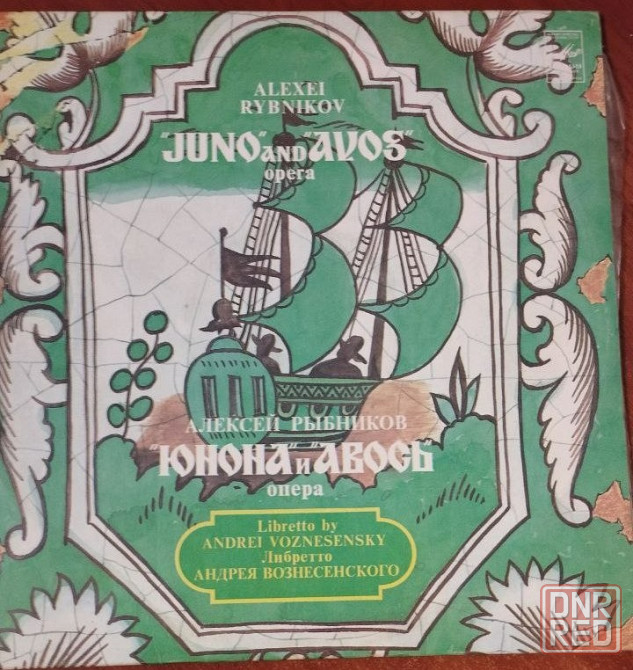 ALEXEI
RYBNIKOV
"JUNO" AND "AVOS"
opera
АЛЕКСЕЙ РЫБНИКОВ
"ЮНОНА" И "АВОСЬ"
опера
Libretto by
ANDREI VOZNESENSKY
Либретто
АНДРЕЯ ВОЗНЕСЕНСКОГО
DNR
RED